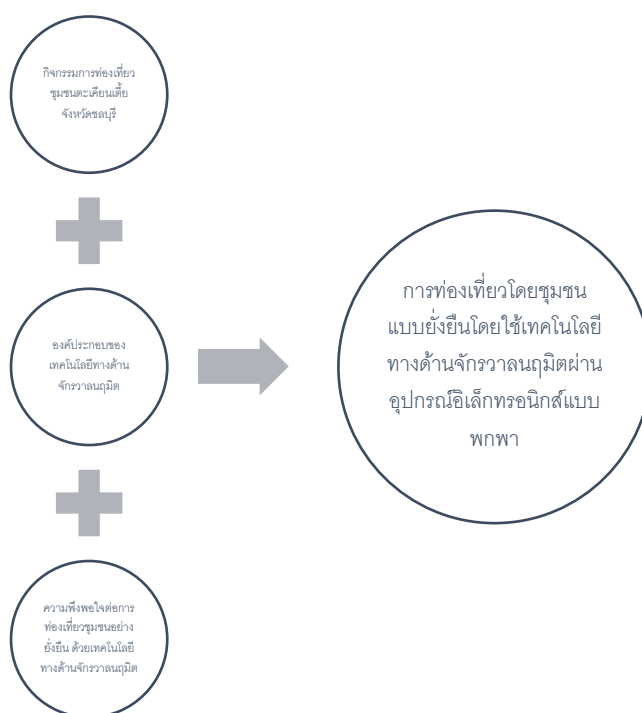 กิจกรรมการท่องเที่ยว
ชุมชนตะเคียนเตี้ย
จังหวัดชลบุรี
องค์ประกอบของ
เทคโนโลยีทางด้าน
จักรวาลนฤมิต
ความพึงพอใจต่อการ
ท่องเที่ยวชุมชนอย่าง
ยั่งยืน ด้วยเทคโนโลยี
ทางด้านจักรวาลนฤมิต
การท่องเที่ยวโดยชุมชน
แบบยั่งยืนโดยใช้เทคโนโลยี
ทางด้านจักรวาลนฤมิตผ่าน
อุปกรณ์อิเล็กทรอนิกส์แบบ
พกพา